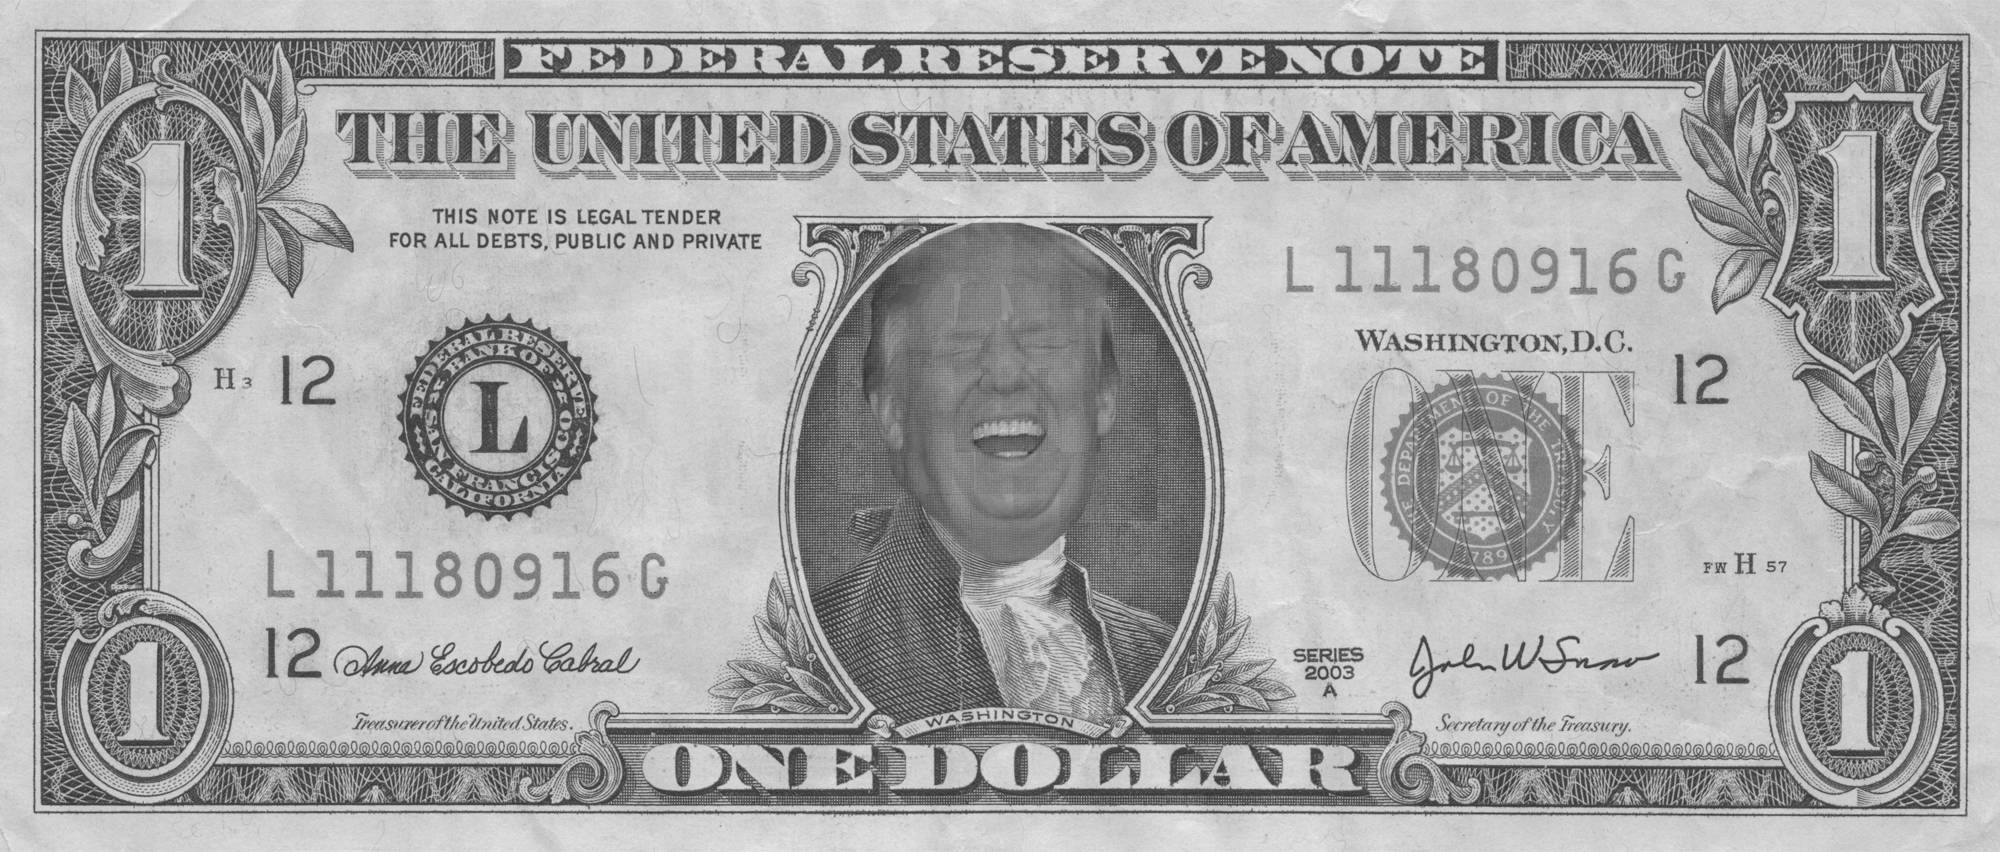 FEDERAL RESERVE NOTE
THE UNITED STATES OF AMERICA
1
1
THIS NOTE IS LEGAL TENDER
FOR ALL DEBTS, PUBLIC AND PRIVATE
L 11180916 G
WASHINGTON, D.C.
H 3
12
FEDERAL RESERVE BANK OF SAN FRANCISCO CALIFORNIA
L
ONE
THE DEPARTMENT OF THE TREASURY
1789
12
L 11180916 G
FW H 57
12
Anna Escobedo Cabral
Treasurer of the United States.
SERIES
2003
A
John W Snow
Secretary of the Treasury.
12
WASHINGTON
1
ONE DOLLAR
1